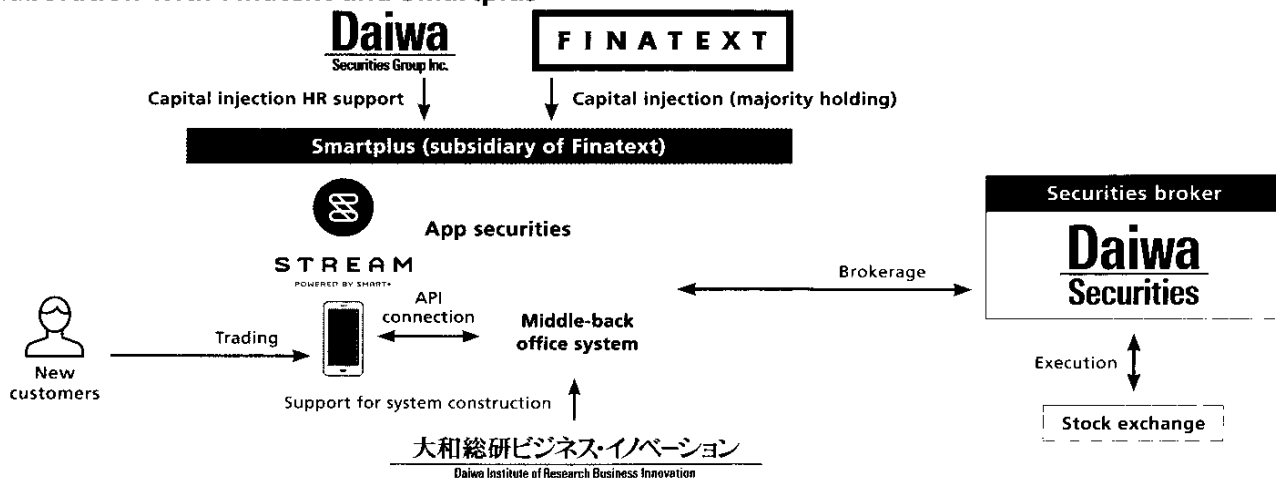 Daiwa
Securities Group Inc.
FINATEXT
Capital injection HR support
Capital injection (majority holding)
Smartplus (subsidiary of Finatext)
App securities
STREAM
POWERED BY SMART+
Securities broker
Daiwa
Securities
Brokerage
API
connection
Middle-back
office system
Trading
New
customers
Execution
Support for system construction
Stock exchange
大和総研ビジネス・イノベーション
Daiwa Institute of Research Business Innovation